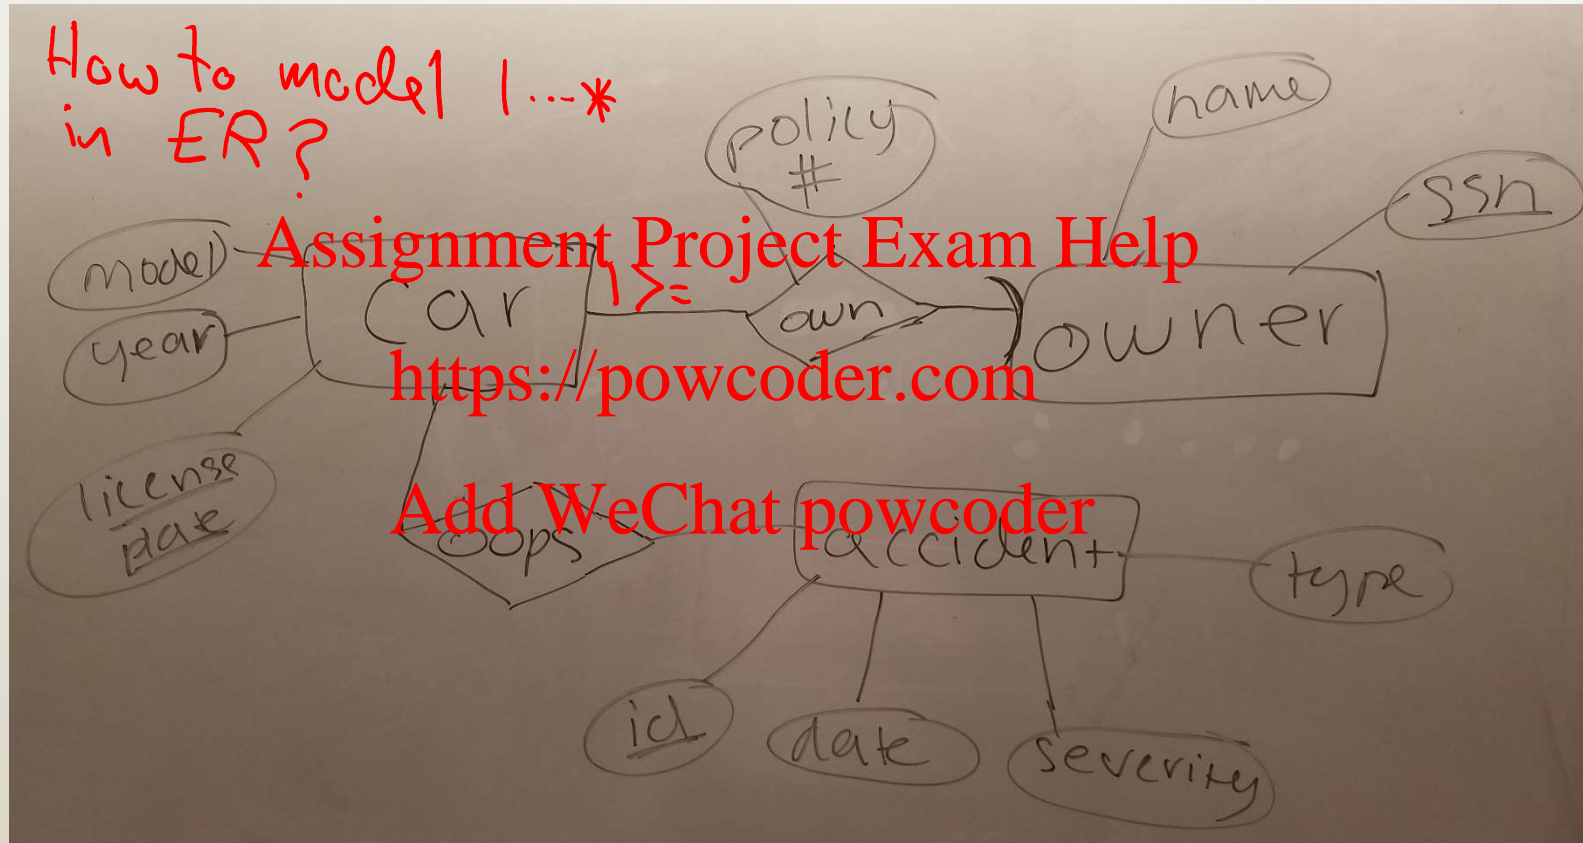 How to model 1...*
in ER?
policy
#
name
ssn
model
Assignment Project Exam Help
Car
1 >=
own
owner
year
https://powcoder.com
license
plate
Add WeChat powcoder
oops
accident
type
id
date
severity